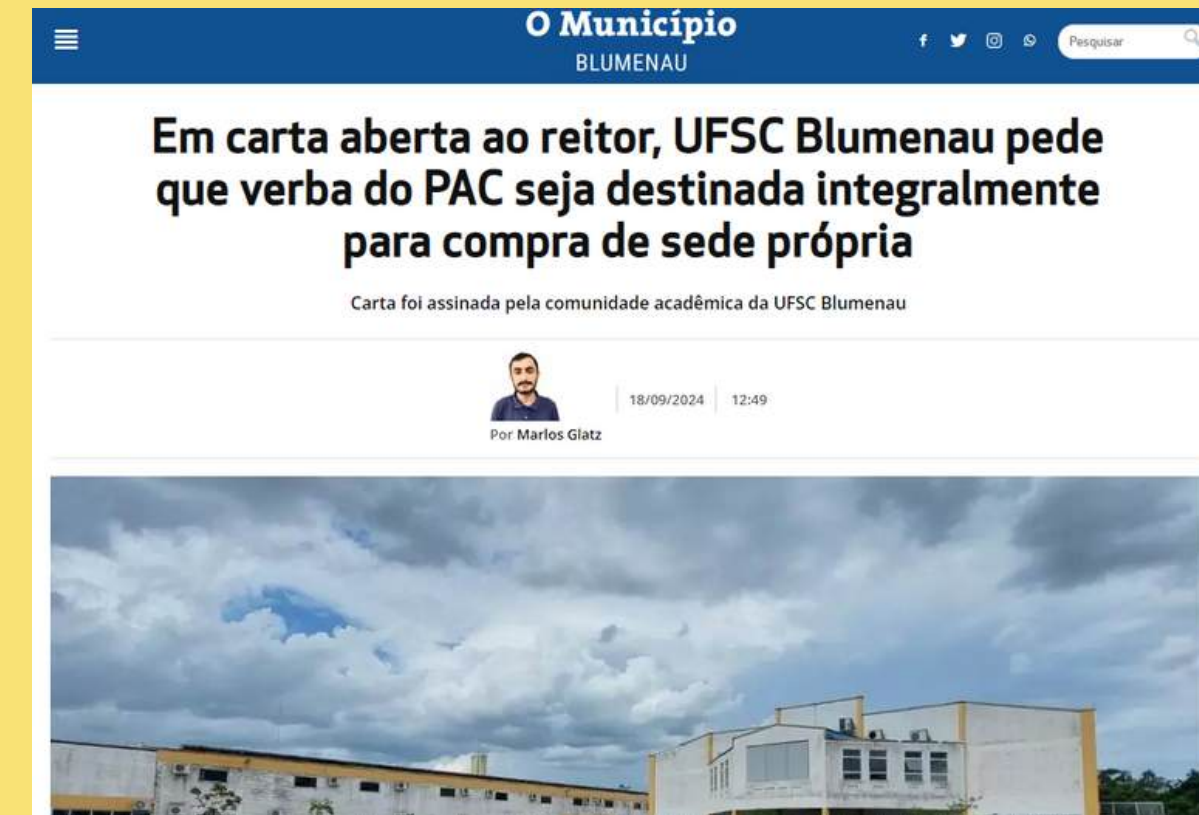 O Município
BLUMENAU
Pesquisar
Em carta aberta ao reitor, UFSC Blumenau pede
que verba do PAC seja destinada integralmente
para compra de sede própria
Carta foi assinada pela comunidade acadêmica da UFSC Blumenau
18/09/2024 12:49
Por Marlos Glatz